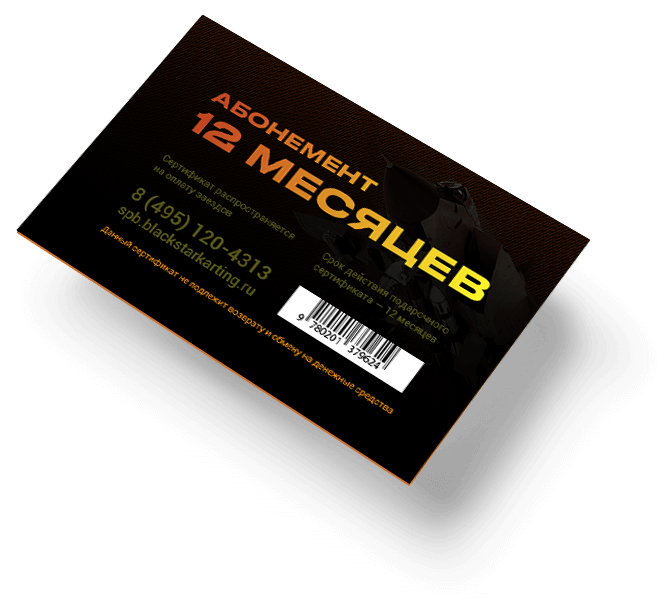 АБОНЕМЕНТ
12 МЕСЯЦЕВ
Сертификат распространяется
на оплату заездов
8 (495) 120-4313
spb.blackstarkarting.ru
Срок действия подарочного
сертификата – 12 месяцев
9 780201 379624
данный сертификат не подлежит возврату и обмену на денежные средства